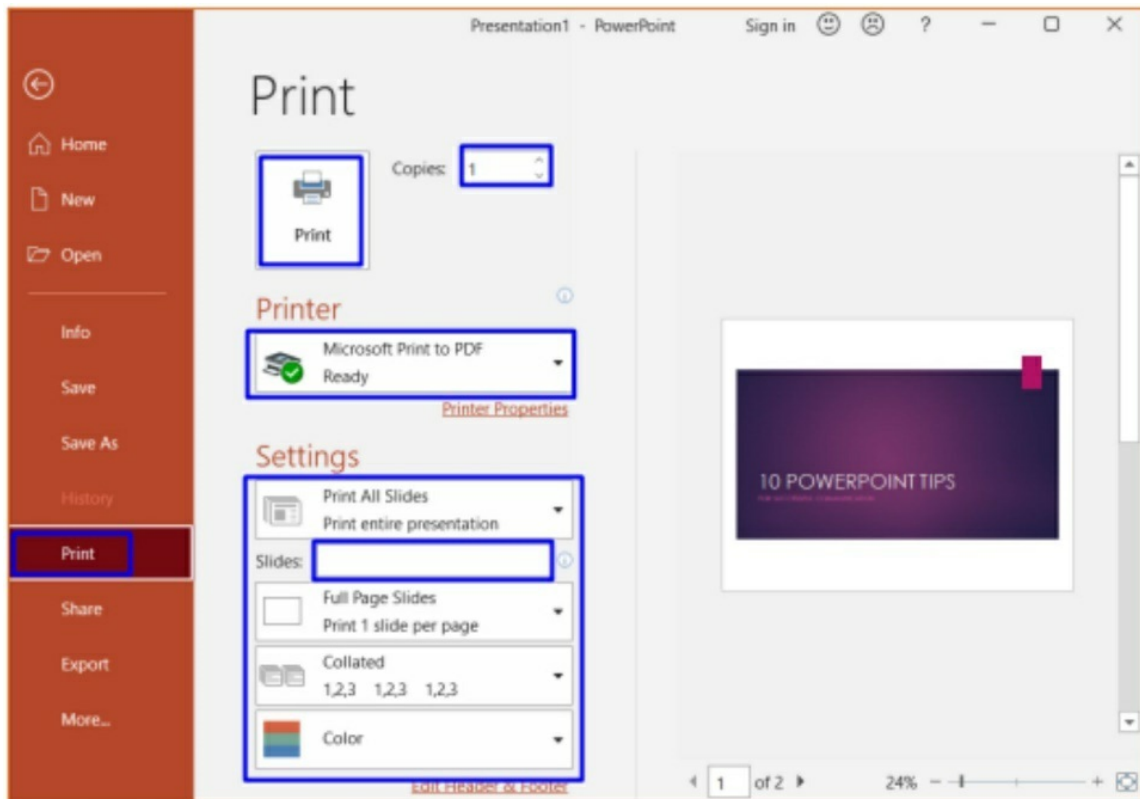 Presentation1 - PowerPoint
Sign in
?
Home
New
Open
Info
Save
Save As
History
Print
Share
Export
More...
Print
Print
Copies: 1
Printer
Microsoft Print to PDF
Ready
Printer Properties
Settings
Print All Slides
Print entire presentation
Slides:
Full Page Slides
Print 1 slide per page
Collated
1,2,3 1,2,3 1,2,3
Color
Edit Header & Footer
10 POWERPOINT TIPS
1 of 2
24%